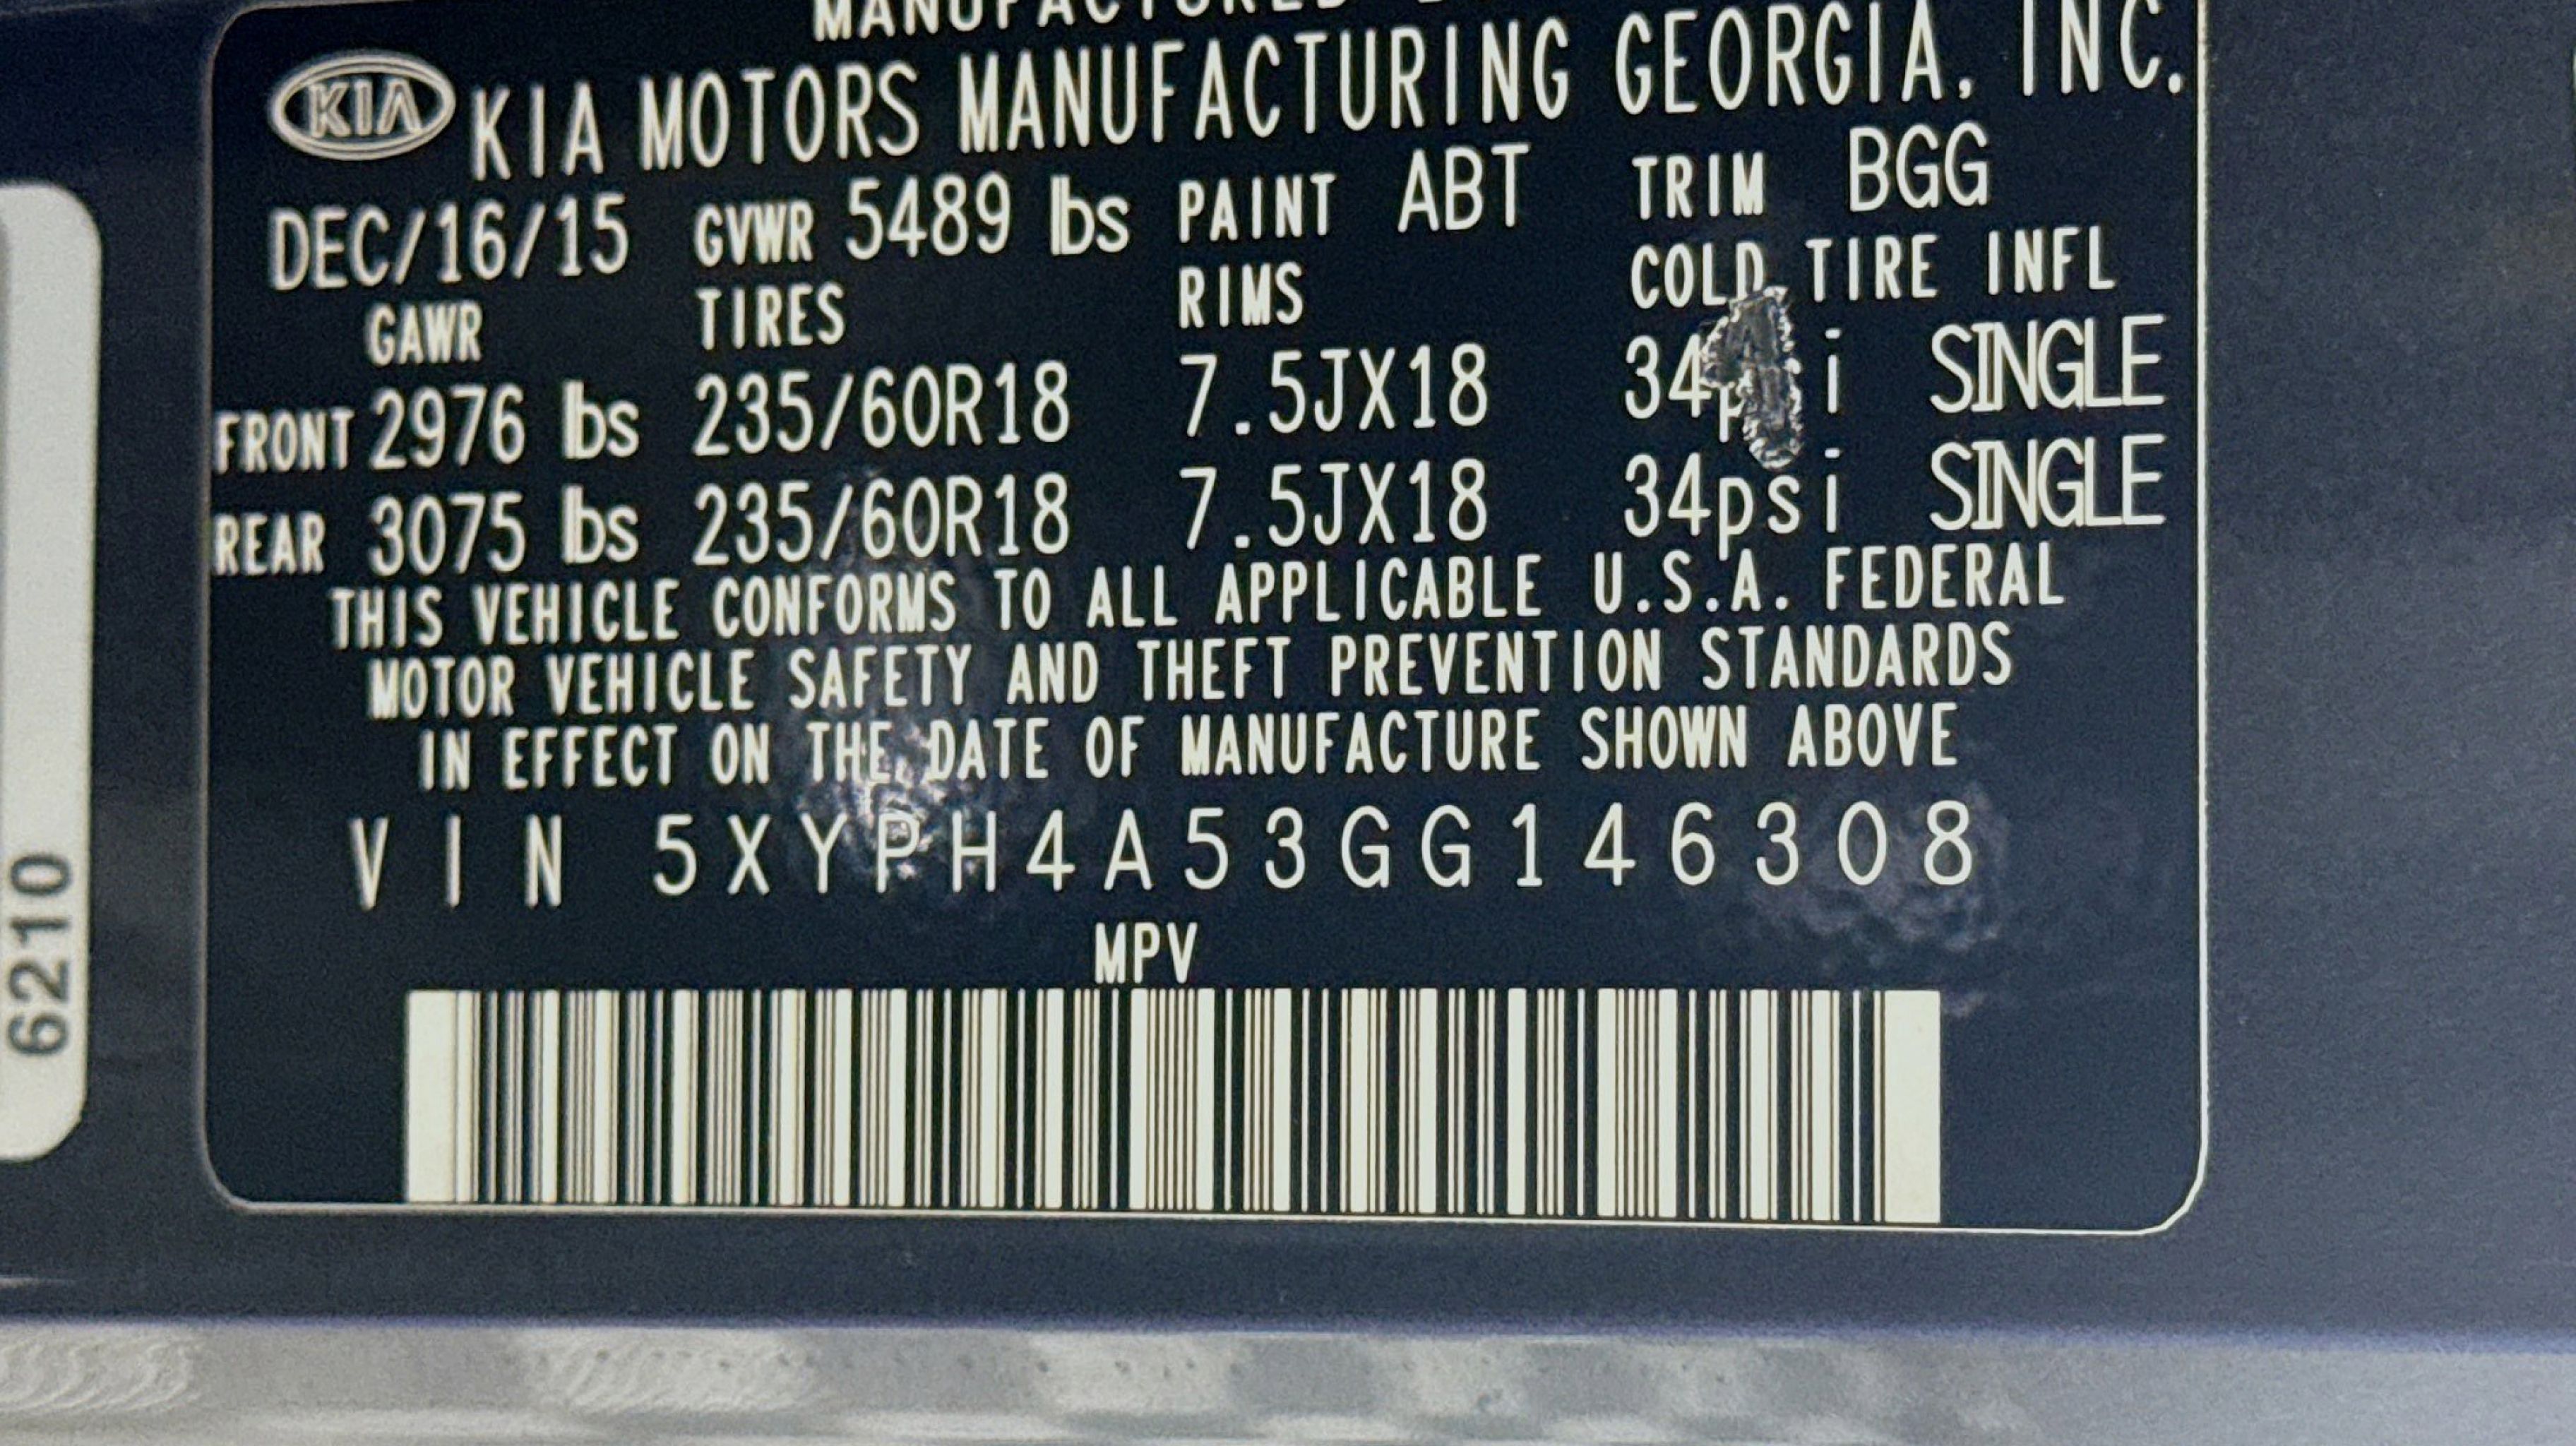 MANUFACTURED
KIA KIA MOTORS MANUFACTURING GEORGIA, INC.
DEC/16/15 GVWR 5489 lbs PAINT ABT TRIM BGG
GAWR TIRES RIMS COLD TIRE INFL
FRONT 2976 lbs 235/60R18 7.5JX18 34psi SINGLE
REAR 3075 lbs 235/60R18 7.5JX18 34psi SINGLE
THIS VEHICLE CONFORMS TO ALL APPLICABLE U.S.A. FEDERAL
MOTOR VEHICLE SAFETY AND THEFT PREVENTION STANDARDS
IN EFFECT ON THE DATE OF MANUFACTURE SHOWN ABOVE
VIN 5XYPH4A53GG146308
MPV
6210